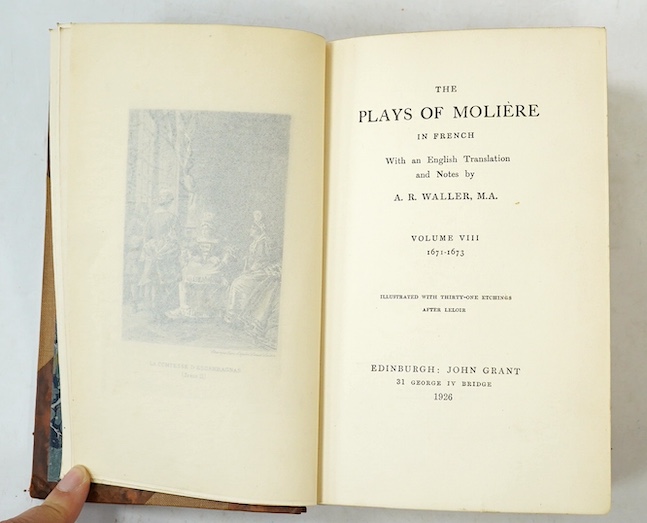 THE
PLAYS OF MOLIÈRE
IN FRENCH
With an English Translation
and Notes by
A. R. WALLER, M.A.
VOLUME VIII
1671-1673
ILLUSTRATED WITH THIRTY-ONE ETCHINGS
AFTER LELOIR
EDINBURGH: JOHN GRANT
31 GEORGE IV BRIDGE
1926